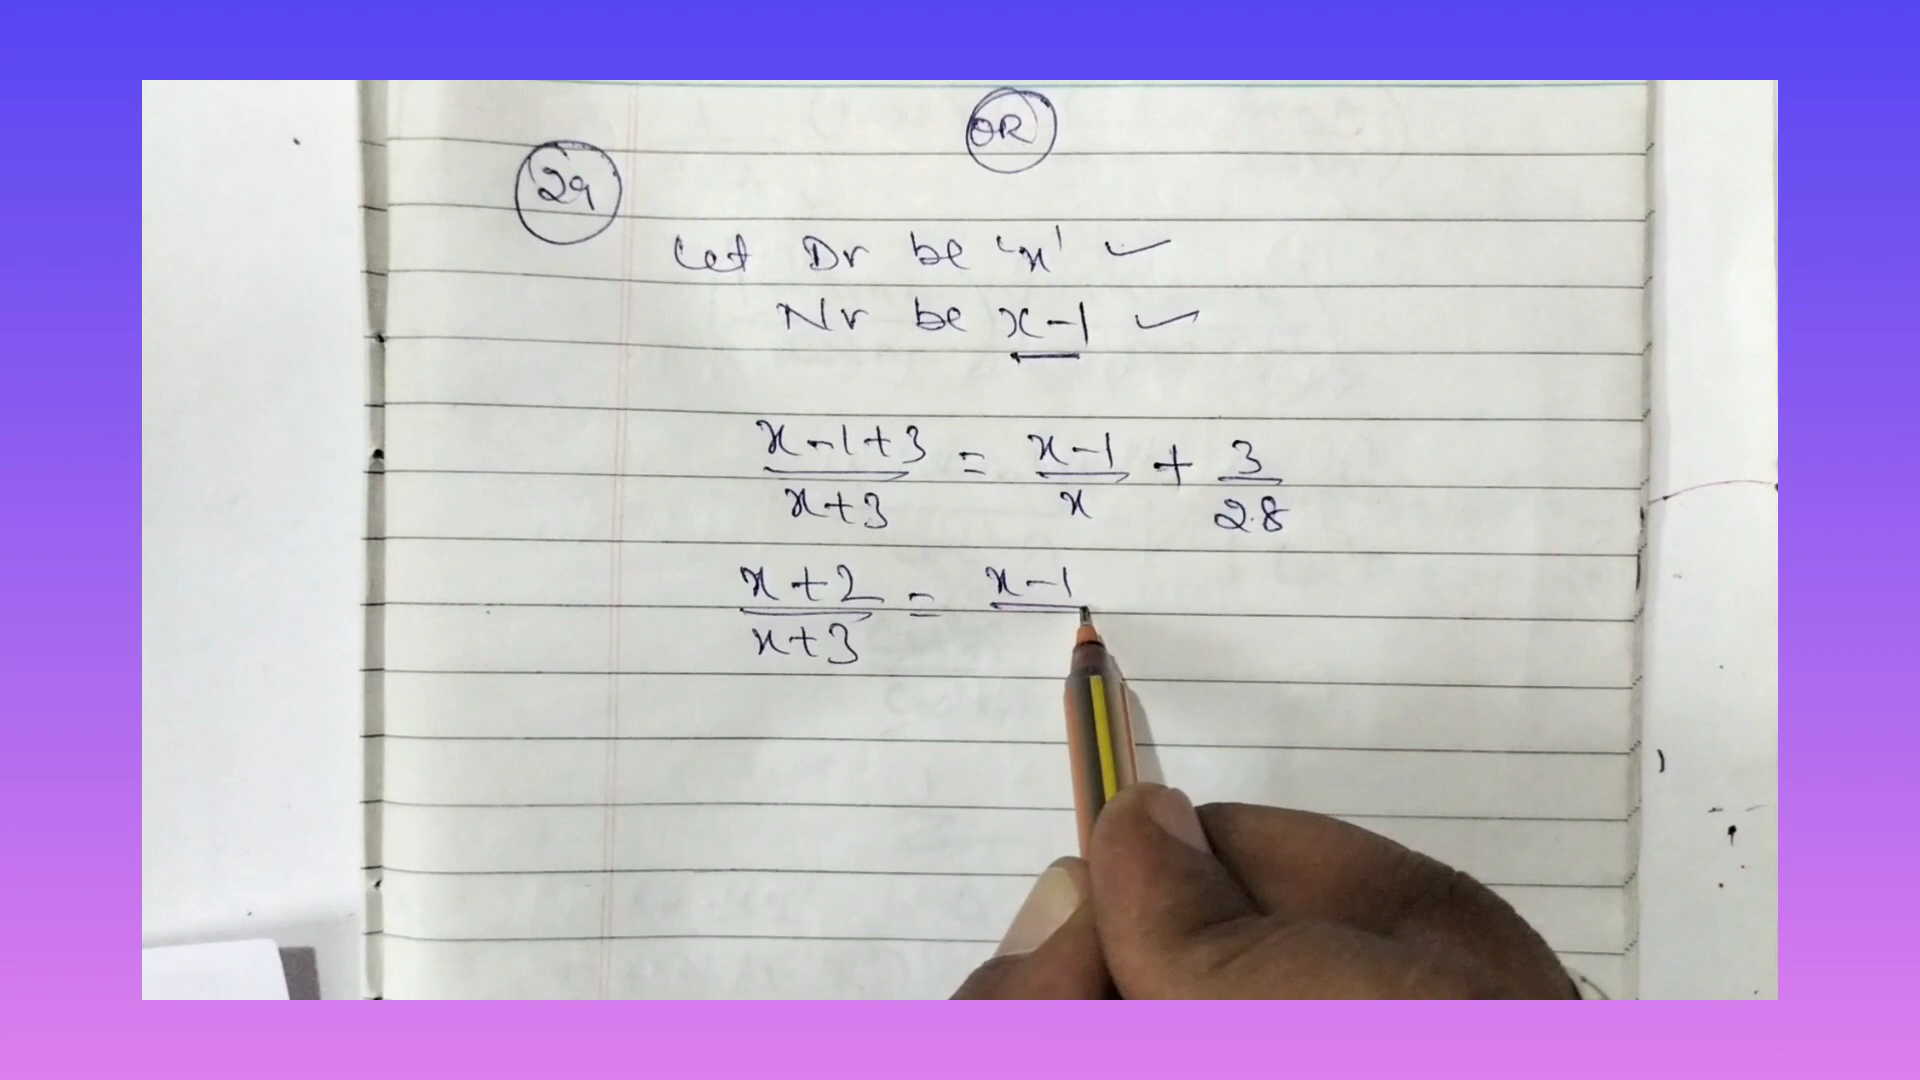 OR
29
Let Dr be 'x' ✓
Nr be x-1 ✓
x-1+3/x+3 = x-1/x + 3/28
x+2/x+3 = x-1